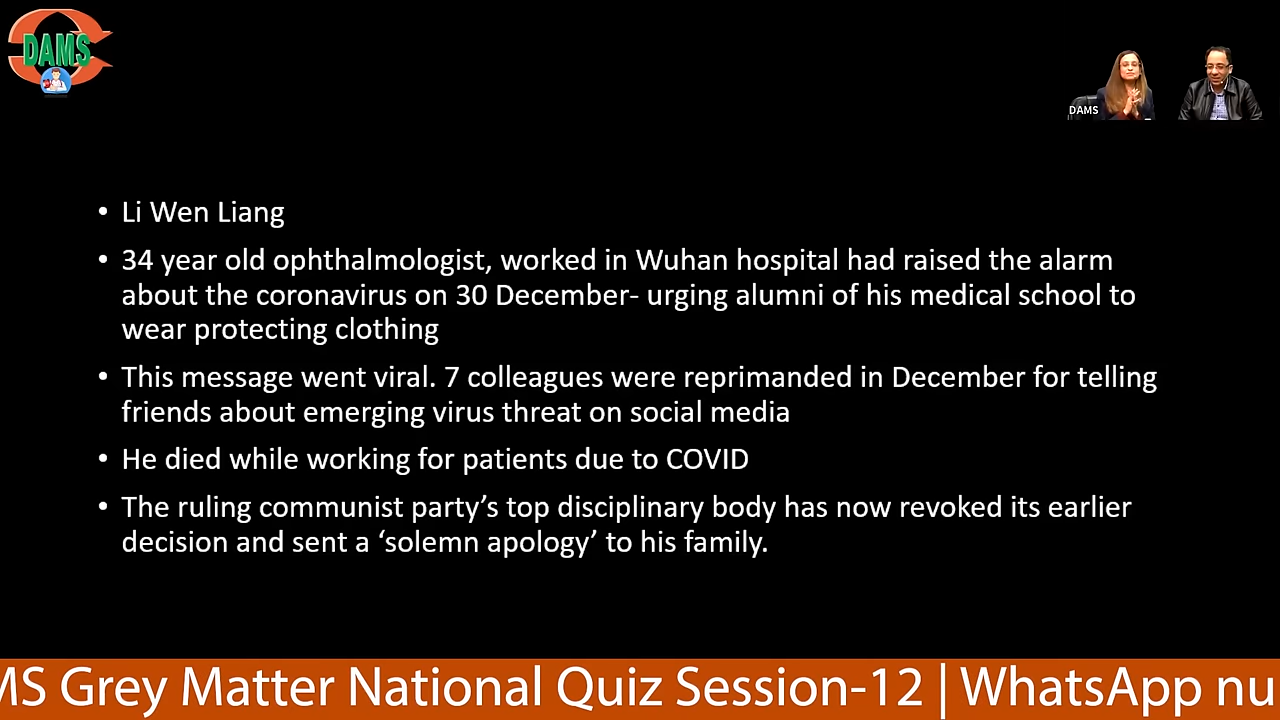 DAMS
DAMS
• Li Wen Liang
• 34 year old ophthalmologist, worked in Wuhan hospital had raised the alarm
about the coronavirus on 30 December- urging alumni of his medical school to
wear protecting clothing
• This message went viral. 7 colleagues were reprimanded in December for telling
friends about emerging virus threat on social media
• He died while working for patients due to COVID
• The ruling communist party’s top disciplinary body has now revoked its earlier
decision and sent a ‘solemn apology’ to his family.
MS Grey Matter National Quiz Session-12 | WhatsApp nu